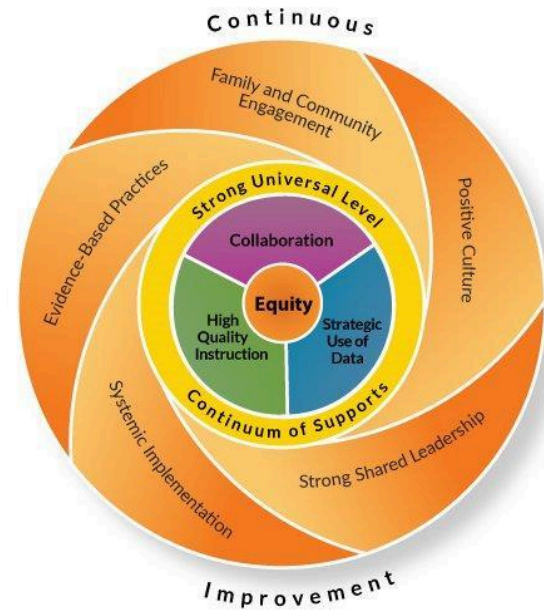 Continuous
Family and Community
Engagement
Positive Culture
Evidence-Based Practices
Strong Universal Level
Collaboration
Equity
High
Quality
Instruction
Strategic
Use of
Data
Continuum of Supports
Systemic Implementation
Strong Shared Leadership
Improvement